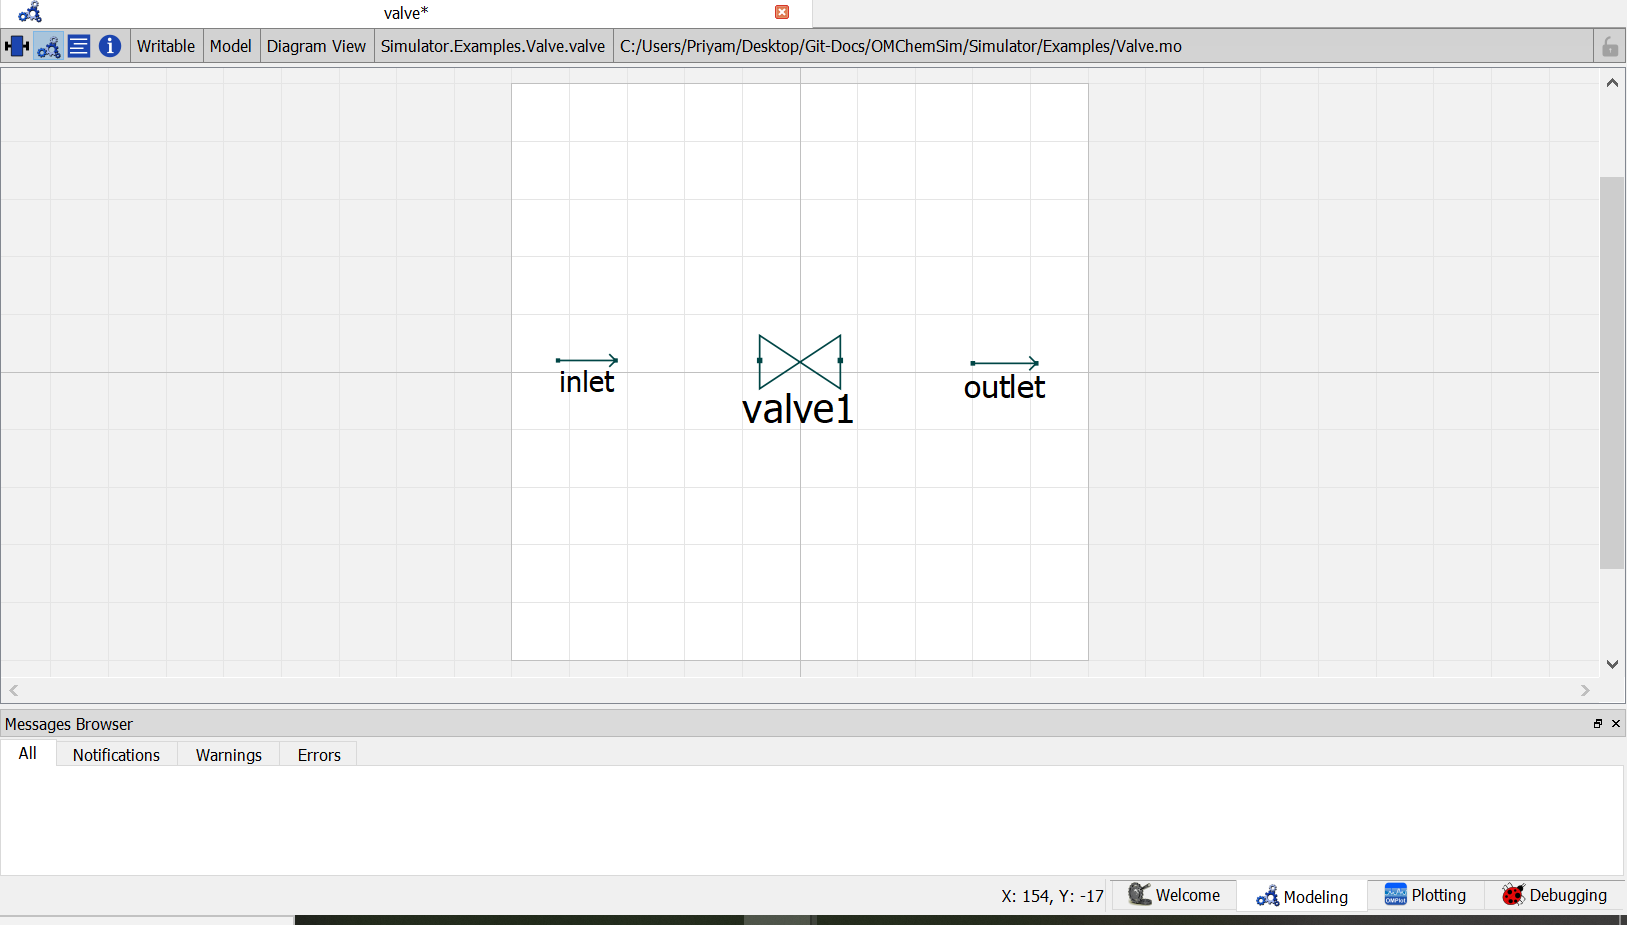 valve*
Writable Model Diagram View Simulator.Examples.Valve.valve C:/Users/Priyam/Desktop/Git-Docs/OMChemSim/Simulator/Examples/Valve.mo
inlet valve1 outlet
Messages Browser
All Notifications Warnings Errors
X: 154, Y: -17 Welcome Modeling OMPlot Plotting Debugging